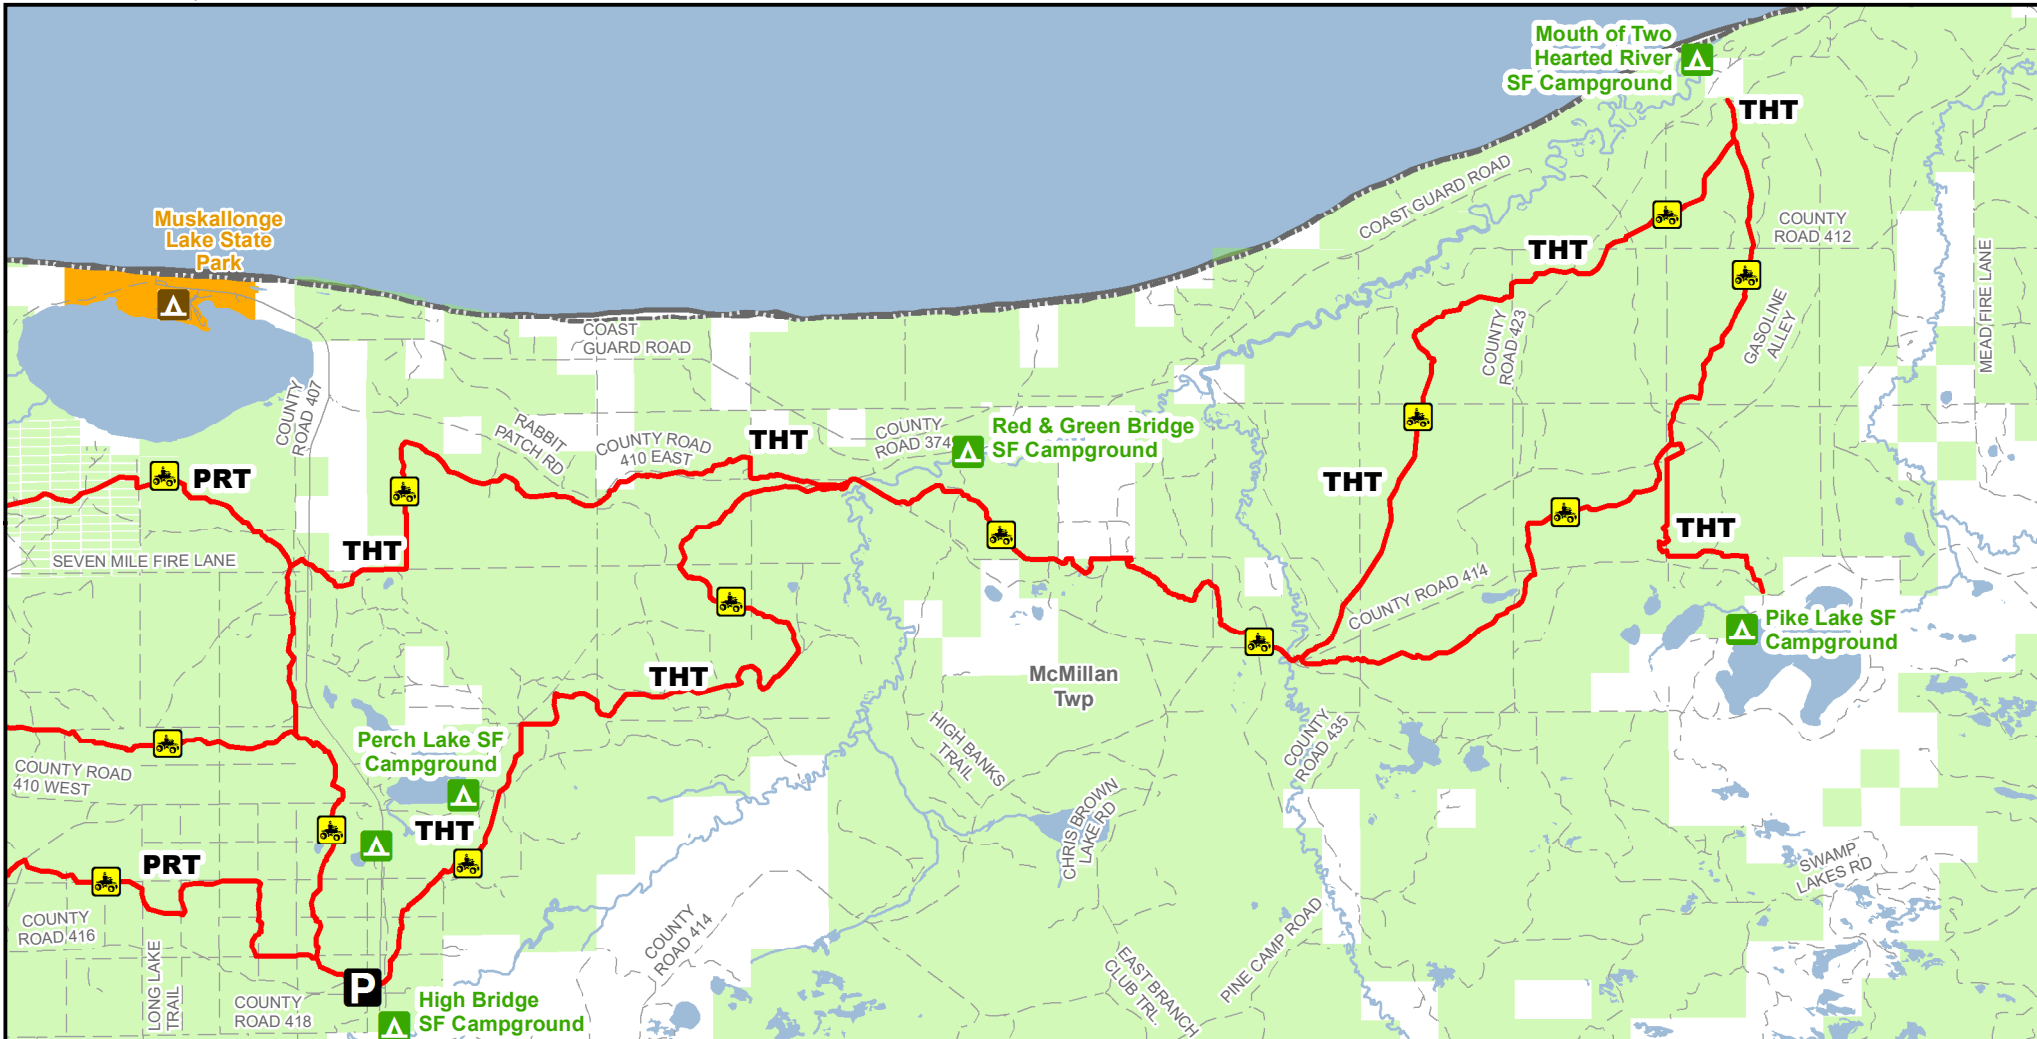 Mouth of Two
Hearted River
SF Campground
THT
Muskallonge
Lake State
Park
COAST GUARD ROAD
COUNTY
ROAD 412
THT
MEAD FIRE LANE
GASOLINE
ALLEY
COUNTY
ROAD 423
COAST
GUARD ROAD
COUNTY
ROAD 407
RABBIT
PATCH RD
COUNTY ROAD
410 EAST
THT
COUNTY
ROAD 374
Red & Green Bridge
SF Campground
PRT
THT
THT
THT
SEVEN MILE FIRE LANE
COUNTY ROAD 414
Pike Lake SF
Campground
THT
McMillan
Twp
COUNTY
ROAD 435
HIGH BANKS
TRAIL
Perch Lake SF
Campground
COUNTY ROAD
410 WEST
THT
CHRIS BROWN
LAKE RD
SWAMP
LAKES RD
PRT
COUNTY
ROAD 416
LONG LAKE
TRAIL
COUNTY
ROAD 414
PINE CAMP ROAD
EAST BRANCH
CLUB TRL.
P
COUNTY
ROAD 418
High Bridge
SF Campground